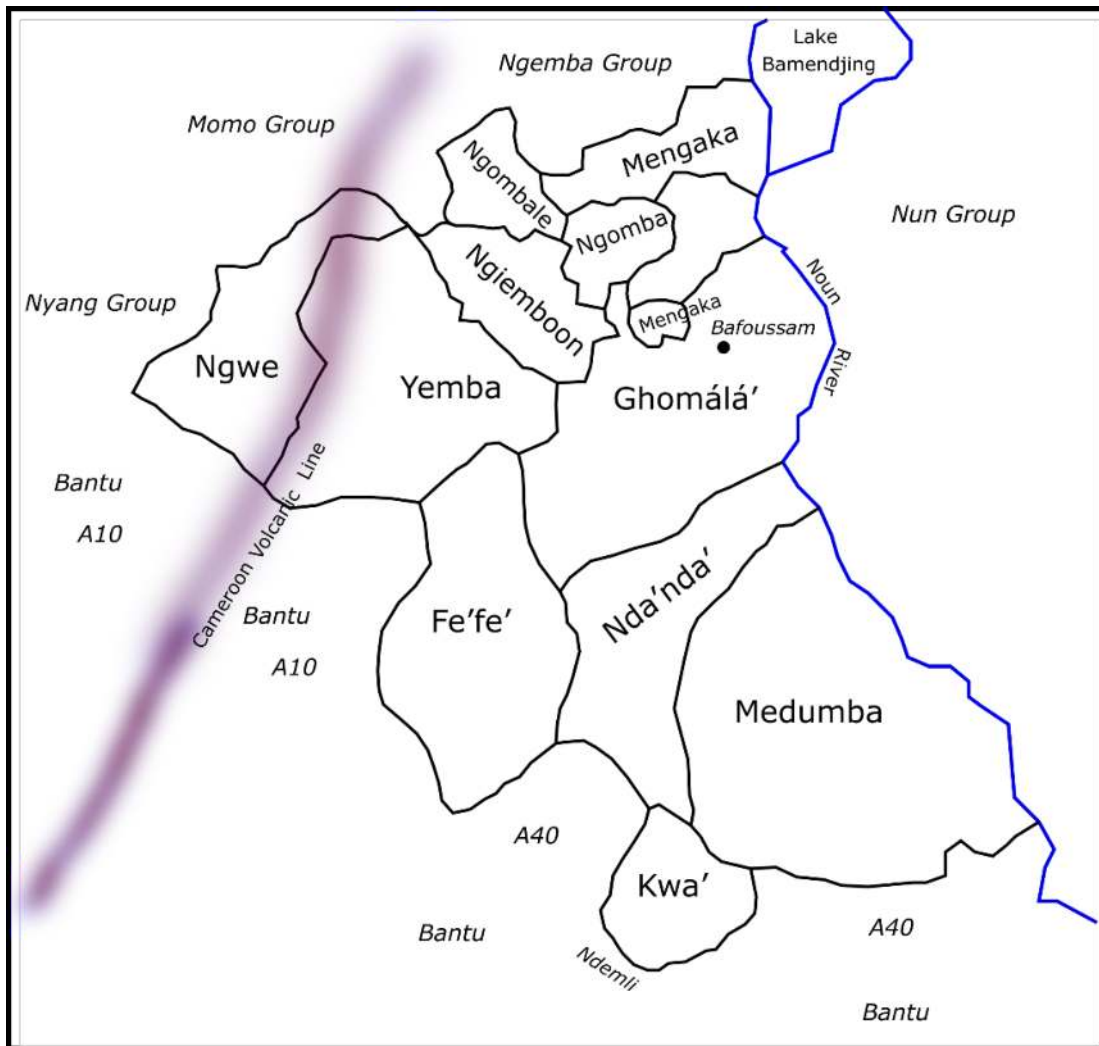 Lake
Bamendjing
Ngemba Group
Momo Group
Mengaka
Ngombale
Nun Group
Ngomba
Ngiemboon
Noun
River
Nyang Group
Mengaka
Bafoussam
Ngwe
Yemba
Ghomálá’
Cameroon Volcanic Line
Bantu
A10
Bantu
A10
Fe’fe’
Nda’nda’
Medumba
A40
Kwa’
Bantu
Ndemli
A40
Bantu